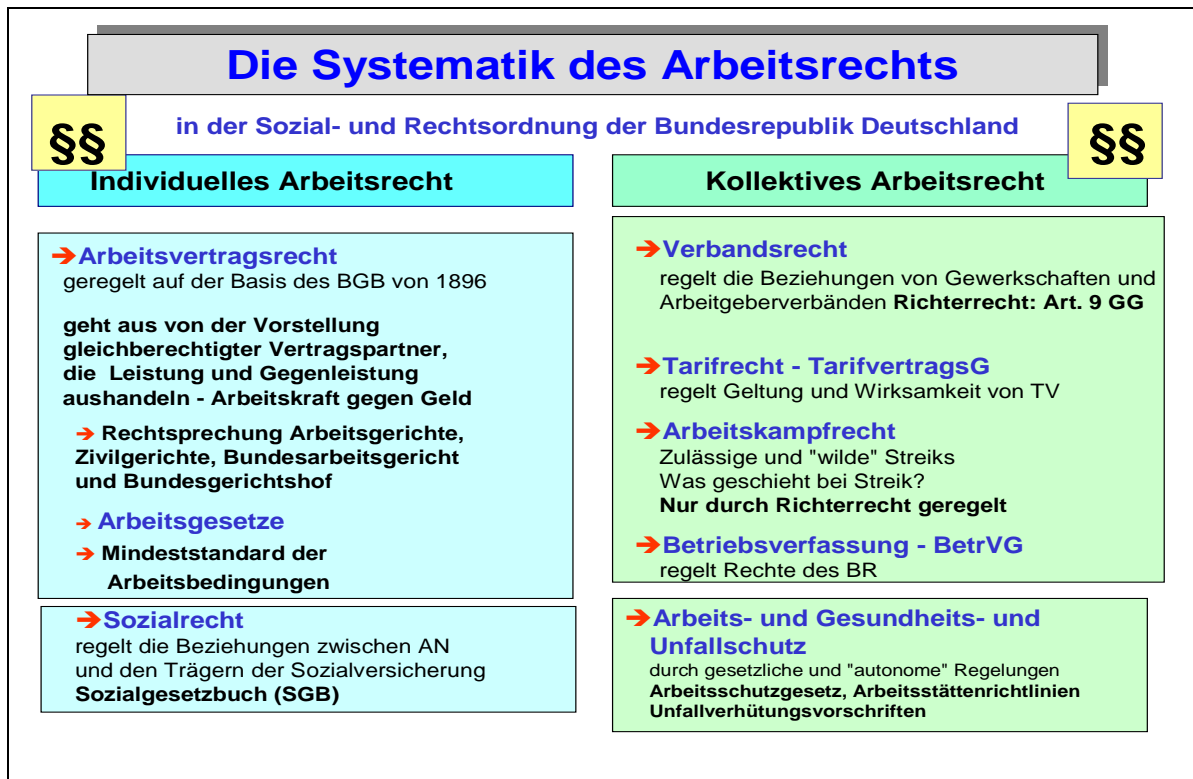 Die Systematik des Arbeitsrechts
§§
in der Sozial- und Rechtsordnung der Bundesrepublik Deutschland
§§
Individuelles Arbeitsrecht
➔Arbeitsvertragsrecht
geregelt auf der Basis des BGB von 1896
geht aus von der Vorstellung
gleichberechtigter Vertragspartner,
die Leistung und Gegenleistung
aushandeln - Arbeitskraft gegen Geld
➔ Rechtsprechung Arbeitsgerichte,
Zivilgerichte, Bundesarbeitsgericht
und Bundesgerichtshof
➔ Arbeitsgesetze
➔ Mindeststandard der
Arbeitsbedingungen
➔Sozialrecht
regelt die Beziehungen zwischen AN
und den Trägern der Sozialversicherung
Sozialgesetzbuch (SGB)
Kollektives Arbeitsrecht
➔Verbandsrecht
regelt die Beziehungen von Gewerkschaften und
Arbeitgeberverbänden Richterrecht: Art. 9 GG
➔Tarifrecht - TarifvertragsG
regelt Geltung und Wirksamkeit von TV
➔Arbeitskampfrecht
Zulässige und "wilde" Streiks
Was geschieht bei Streik?
Nur durch Richterrecht geregelt
➔Betriebsverfassung - BetrVG
regelt Rechte des BR
➔Arbeits- und Gesundheits- und
Unfallschutz
durch gesetzliche und "autonome" Regelungen
Arbeitsschutzgesetz, Arbeitsstättenrichtlinien
Unfallverhütungsvorschriften